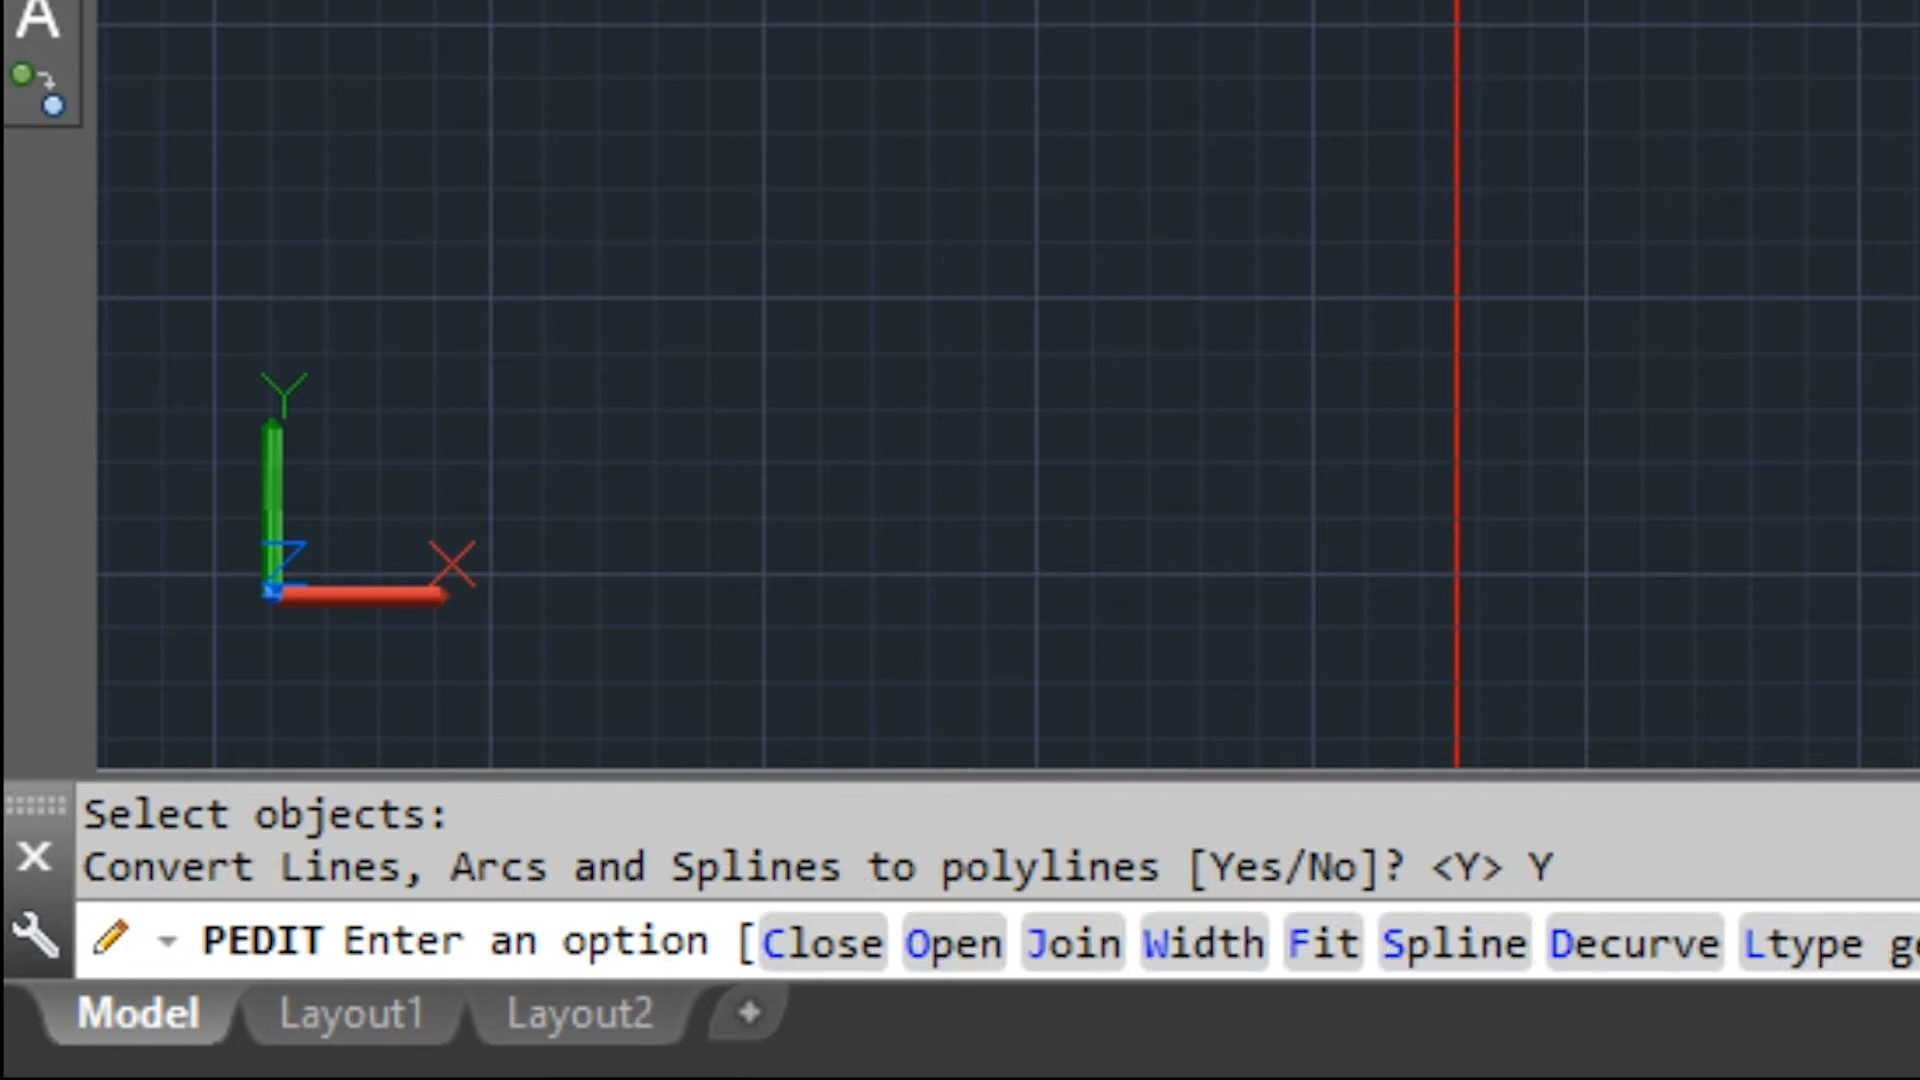 A
Y
Z
X
Select objects:
Convert Lines, Arcs and Splines to polylines [Yes/No]? <Y> Y
PEDIT Enter an option [Close Open Join Width Fit Spline Decurve Ltype
Model Layout1 Layout2